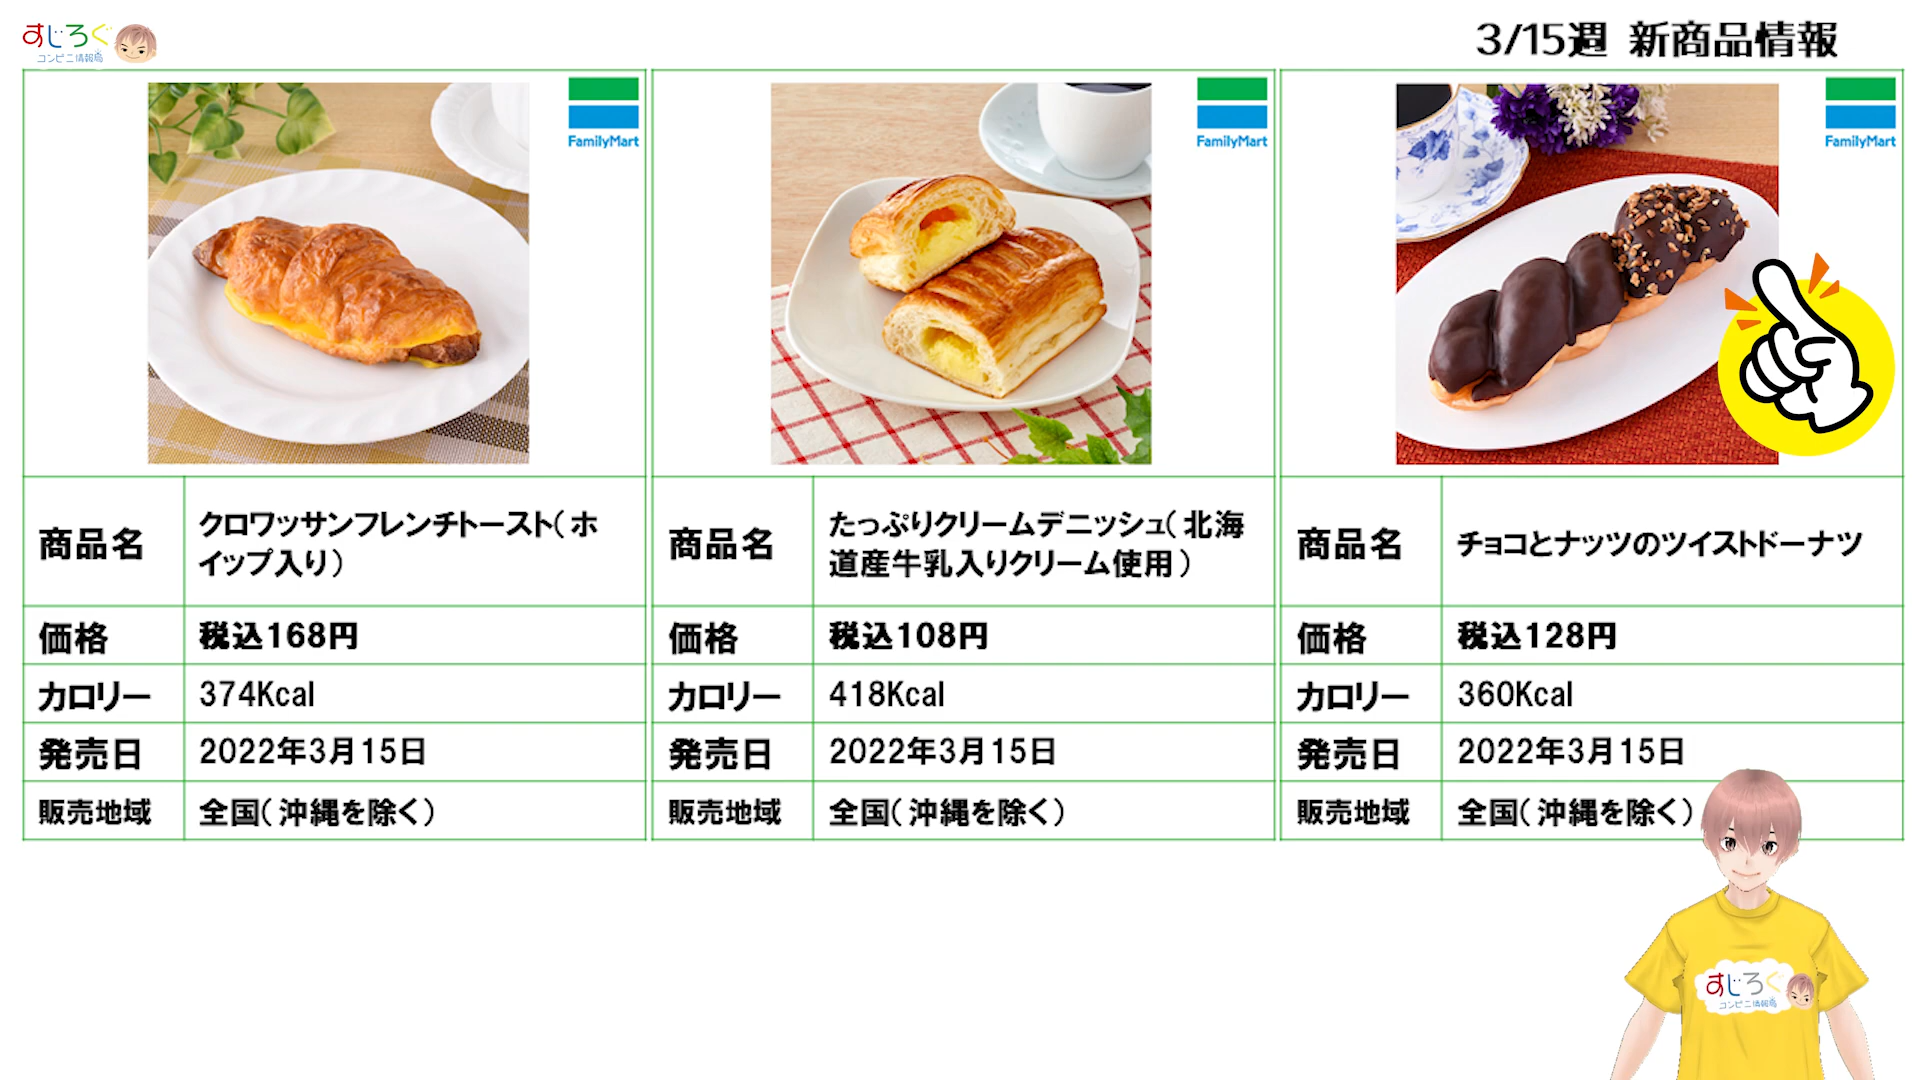 すじろぐ
コンビニ情報局
3/15週 新商品情報
FamilyMart
商品名
クロワッサンフレンチトースト(ホ
イップ入り)
価格
税込168円
カロリー
374Kcal
発売日
2022年3月15日
販売地域
全国(沖縄を除く)
FamilyMart
商品名
たっぷりクリームデニッシュ(北海
道産牛乳入りクリーム使用)
価格
税込108円
カロリー
418Kcal
発売日
2022年3月15日
販売地域
全国(沖縄を除く)
FamilyMart
商品名
チョコとナッツのツイストドーナツ
価格
税込128円
カロリー
360Kcal
発売日
2022年3月15日
販売地域
全国(沖縄を除く)
すじろぐ
コンビニ情報局